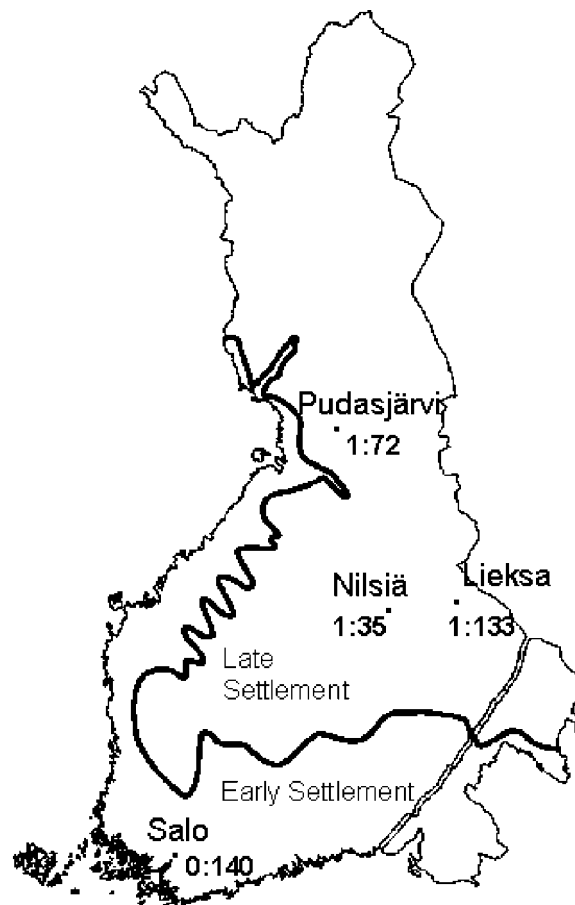 Pudasjärvi
1:72
Nilsiä
1:35
Lieksa
1:133
Late
Settlement
Early Settlement
Salo
0:140